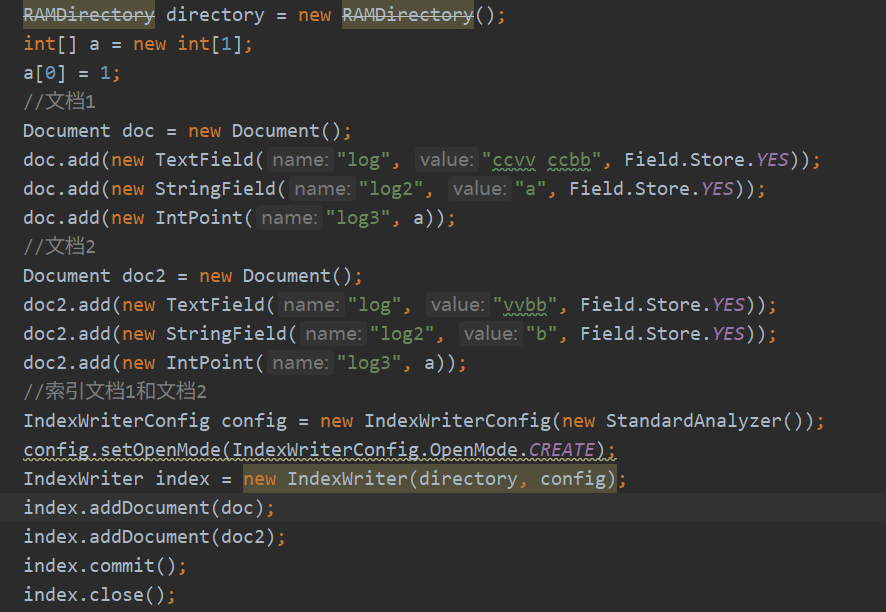 RAMDirectory directory = new RAMDirectory();
int[] a = new int[1];
a[0] = 1;
//文档1
Document doc = new Document();
doc.add(new TextField( name: "log", value: "ccvv ccbb", Field.Store.YES));
doc.add(new StringField( name: "log2", value: "a", Field.Store.YES));
doc.add(new IntPoint( name: "log3", a));
//文档2
Document doc2 = new Document();
doc2.add(new TextField( name: "log", value: "vvbb", Field.Store.YES));
doc2.add(new StringField( name: "log2", value: "b", Field.Store.YES));
doc2.add(new IntPoint( name: "log3", a));
//索引文档1和文档2
IndexWriterConfig config = new IndexWriterConfig(new StandardAnalyzer());
config.setOpenMode(IndexWriterConfig.OpenMode.CREATE);
IndexWriter index = new IndexWriter(directory, config);
index.addDocument(doc);
index.addDocument(doc2);
index.commit();
index.close();